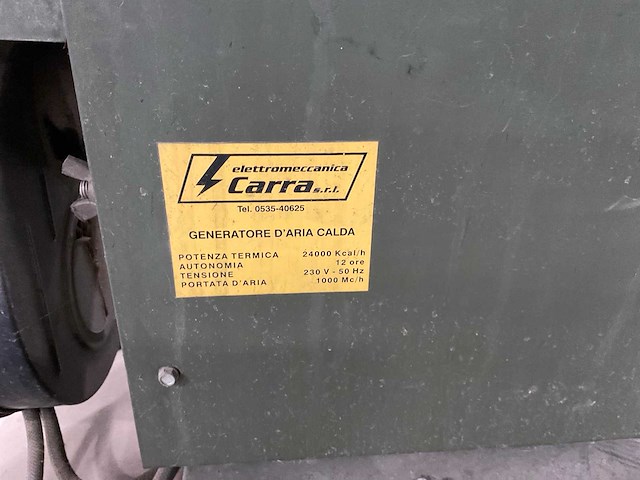 elettromeccanica
Carra s.r.l.
Tel. 0535-40625
GENERATORE D'ARIA CALDA
POTENZA TERMICA 24000 Kcal/h
AUTONOMIA 12 ore
TENSIONE 230 V - 50 Hz
PORTATA D'ARIA 1000 Mc/h